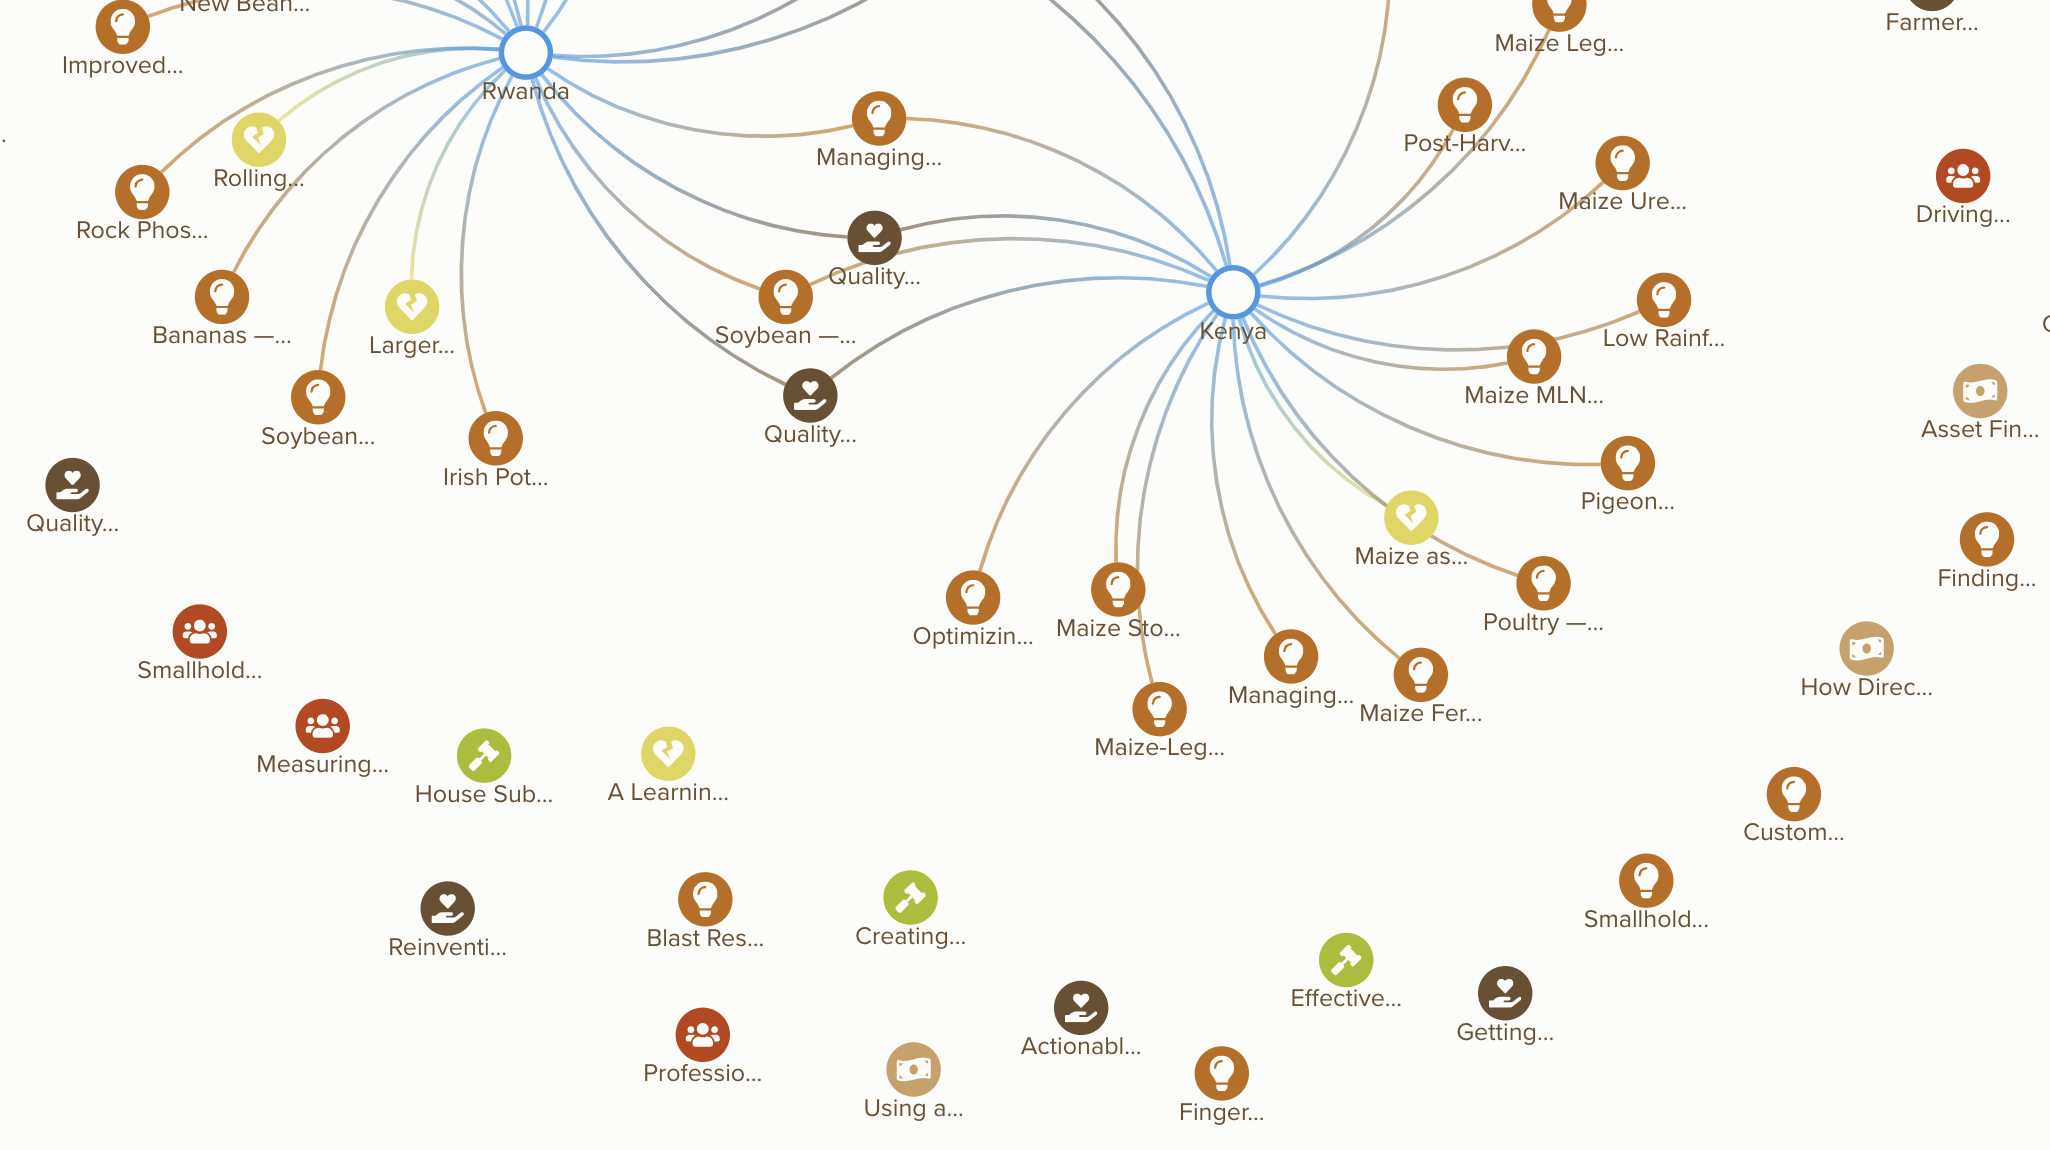 New Bean...
Farmer...
Maize Leg...
Improved...
Rwanda
Post-Harv...
Managing...
Rolling...
Maize Ure...
Driving...
Rock Phos...
Quality...
Kenya
Bananas —...
Soybean —...
Low Rainf...
Larger...
Maize MLN...
Asset Fin...
Quality...
Soybean...
Irish Pot...
Pigeon...
Quality...
Maize as...
Finding...
Poultry —...
Maize Sto...
Optimizin...
Smallhold...
How Direc...
Managing...
Maize Fer...
Maize-Leg...
Measuring...
A Learnin...
House Sub...
Custom...
Smallhold...
Creating...
Blast Res...
Reinventi...
Effective...
Getting...
Actionabl...
Professio...
Using a...
Finger...